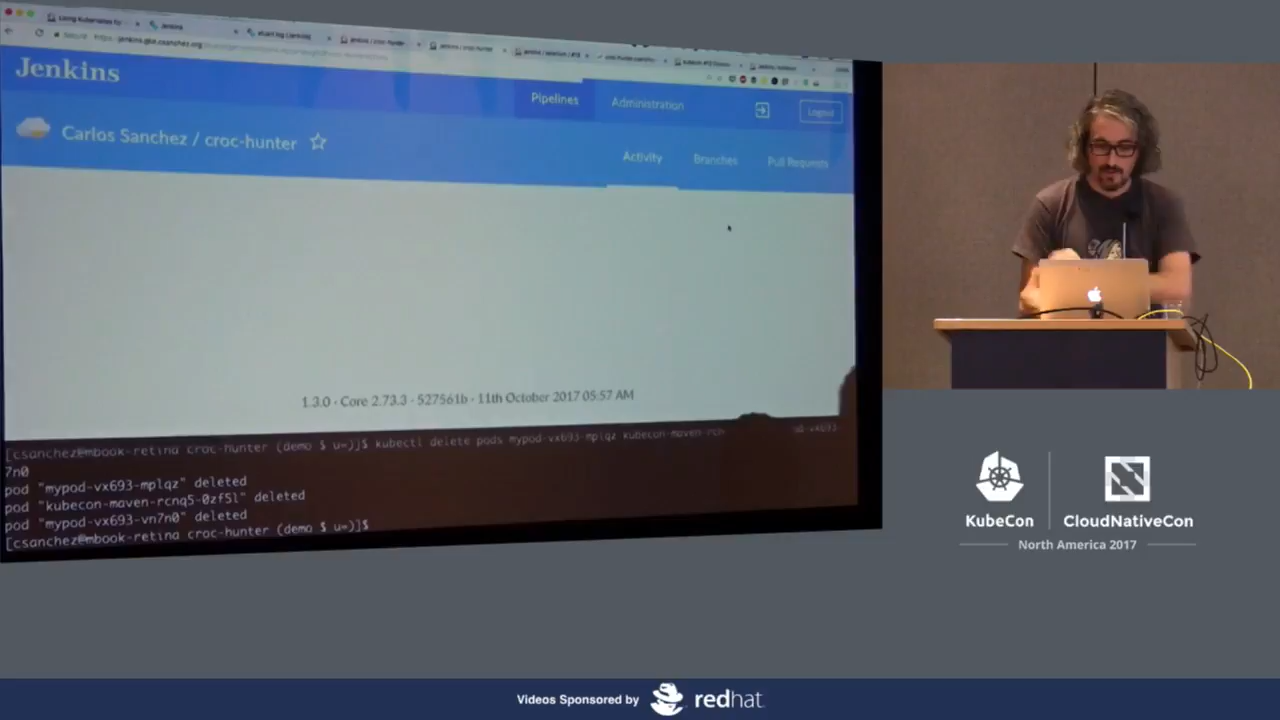 Jenkins
Pipelines
Administration
Logout
Carlos Sanchez / croc-hunter
Activity
Branches
Pull Requests
1.3.0 · Core 2.73.3 · 527561b · 11th October 2017 05:57 AM
[csanchez@mbook-retina croc-hunter (demo $ u=)]$ kubectl delete pods mypod-vx693-mplqz kubecon-maven-rcn
7n0
pod "mypod-vx693-mplqz" deleted
pod "kubecon-maven-rcnq5-0zf5l" deleted
pod "mypod-vx693-vn7n0" deleted
[csanchez@mbook-retina croc-hunter (demo $ u=)]$
KubeCon
CloudNativeCon
North America 2017
Videos Sponsored by
redhat